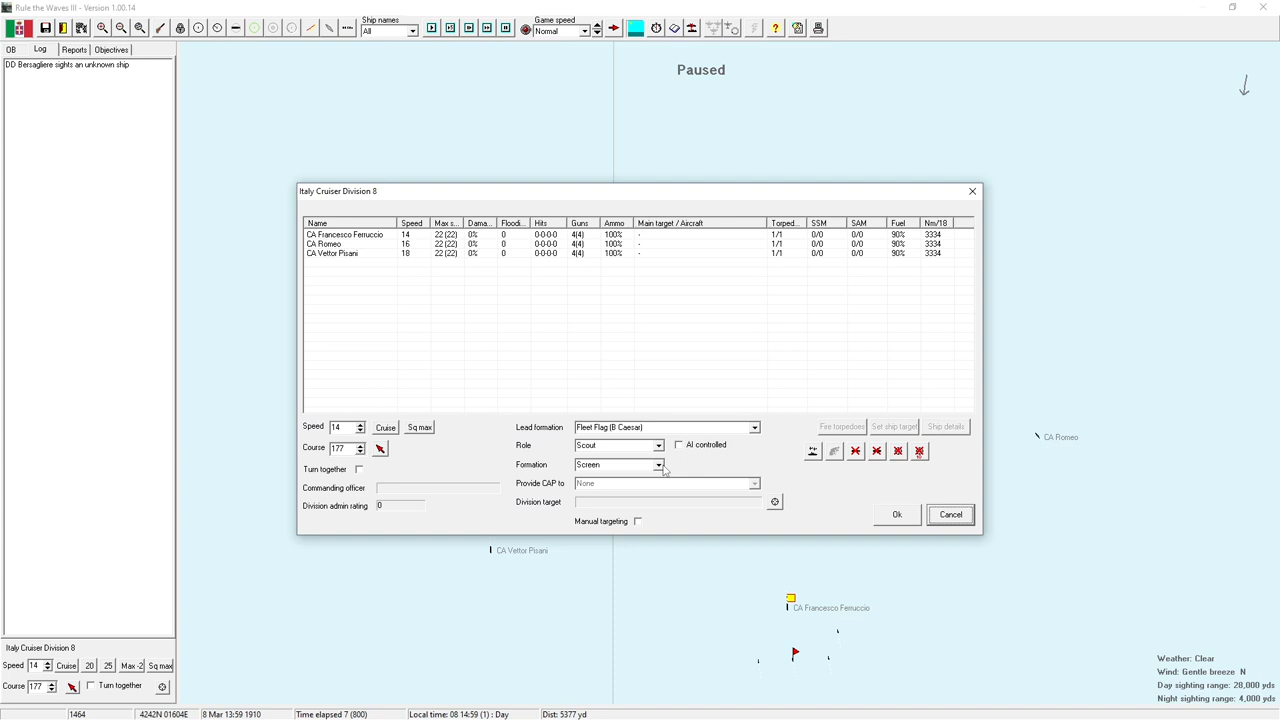 Rule the Waves III - Version 1.00.14
Ship names
All
Game speed
Normal
OB Log Reports Objectives
DD Bersagliere sights an unknown ship
Paused
Italy Cruiser Division 8
Name Speed Max s... Dama... Floodi... Hits Guns Ammo Main target / Aircraft Torped... SSM SAM Fuel Nm/18
CA Francesco Ferruccio 14 22 (22) 0% 0 0-0-0-0 4(4) 100% - 1/1 0/0 0/0 90% 3334
CA Romeo 16 22 (22) 0% 0 0-0-0-0 4(4) 100% - 1/1 0/0 0/0 90% 3334
CA Vettor Pisani 18 22 (22) 0% 0 0-0-0-0 4(4) 100% - 1/1 0/0 0/0 90% 3334
Speed 14 Cruise Sq max
Course 177
Turn together
Commanding officer
Division admin rating 0
Lead formation Fleet Flag (B Caesar)
Role Scout AI controlled
Formation Screen
Provide CAP to None
Division target
Manual targeting
Fire torpedoes Set ship target Ship details
Ok Cancel
CA Romeo
CA Vettor Pisani
CA Francesco Ferruccio
Italy Cruiser Division 8
Speed 14 Cruise 20 25 Max -2 Sq max
Course 177 Turn together
Weather: Clear
Wind: Gentle breeze N
Day sighting range: 28,000 yds
Night sighting range: 4,000 yds
1464 4242N 01604E 8 Mar 13:59 1910 Time elapsed 7 (800) Local time: 08 14:59 (1) : Day Dist: 5377 yd